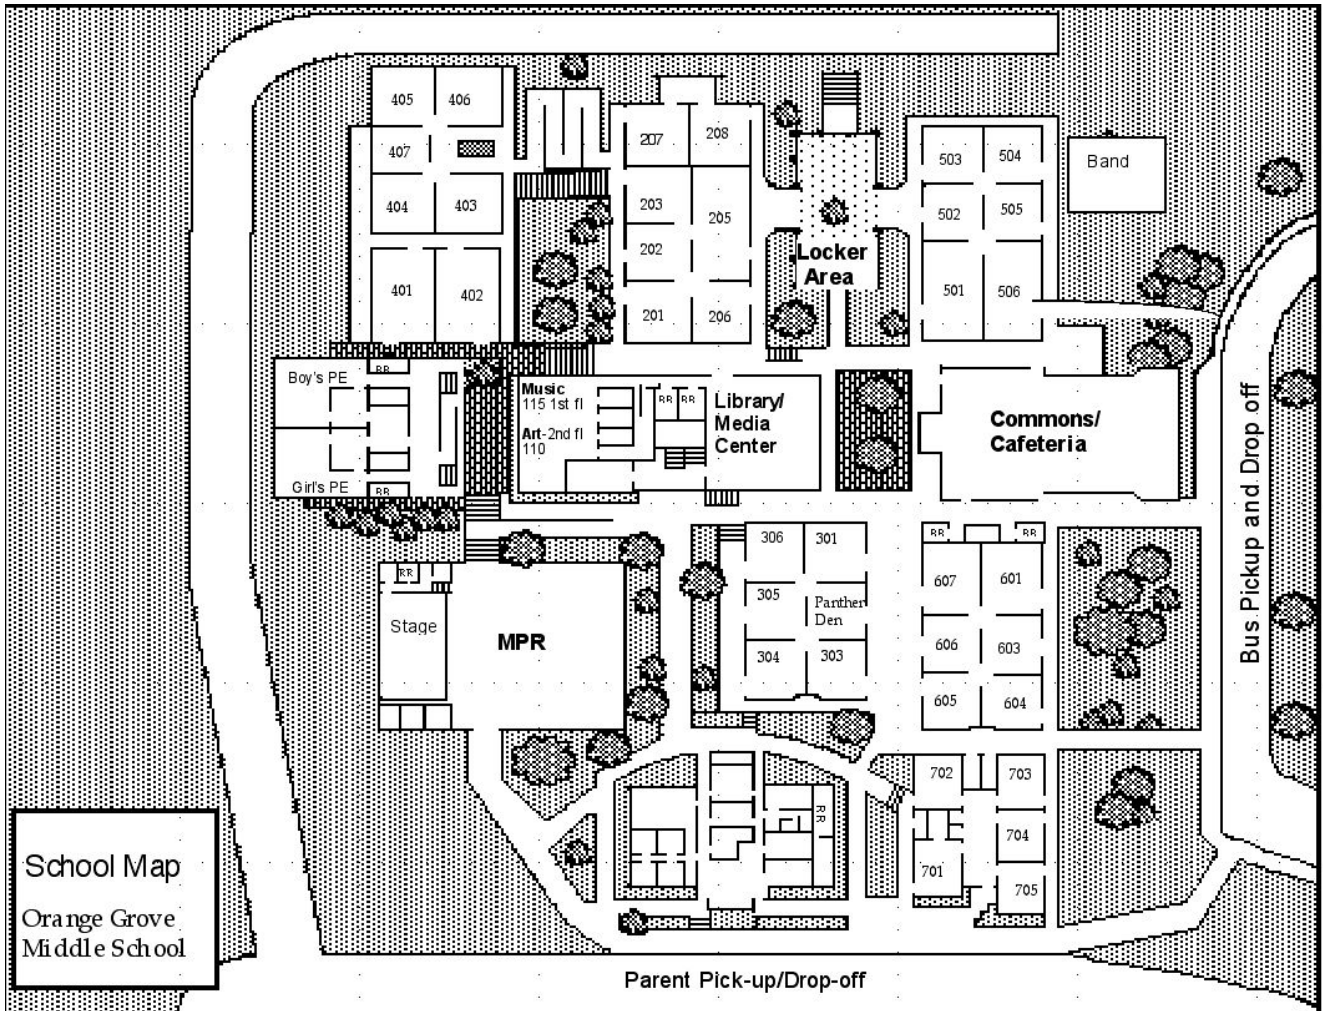 405
406
407
404
403
401
402
207
208
203
205
202
201
206
Locker
Area
503
504
502
505
501
506
Band
Boy's PE
RR
Girl's PE
RR
Music
115 1st fl
Art-2nd fl
110
RR
RR
Library/
Media
Center
Commons/
Cafeteria
Bus Pickup and Drop off
RR
Stage
MPR
306
301
305
Panther
Den
304
303
RR
RR
607
601
606
603
605
604
702
703
704
701
705
RR
School Map
Orange Grove
Middle School
Parent Pick-up/Drop-off